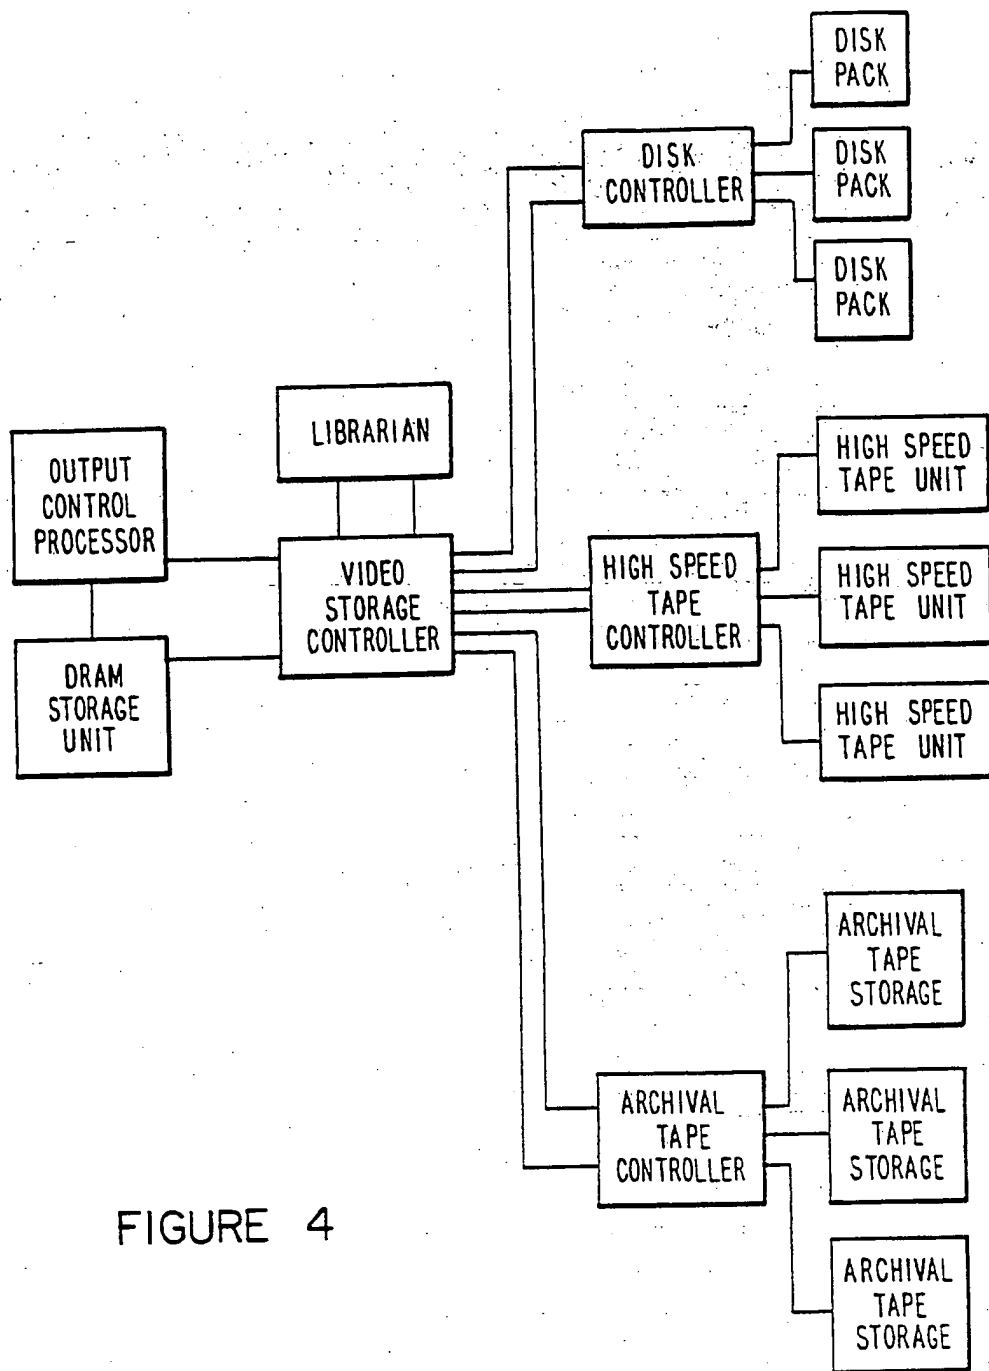 DISK
PACK
DISK
CONTROLLER
DISK
PACK
DISK
PACK
LIBRARIAN
OUTPUT
CONTROL
PROCESSOR
VIDEO
STORAGE
CONTROLLER
DRAM
STORAGE
UNIT
HIGH SPEED
TAPE
CONTROLLER
HIGH SPEED
TAPE UNIT
HIGH SPEED
TAPE UNIT
HIGH SPEED
TAPE UNIT
ARCHIVAL
TAPE
CONTROLLER
ARCHIVAL
TAPE
STORAGE
ARCHIVAL
TAPE
STORAGE
ARCHIVAL
TAPE
STORAGE
FIGURE 4